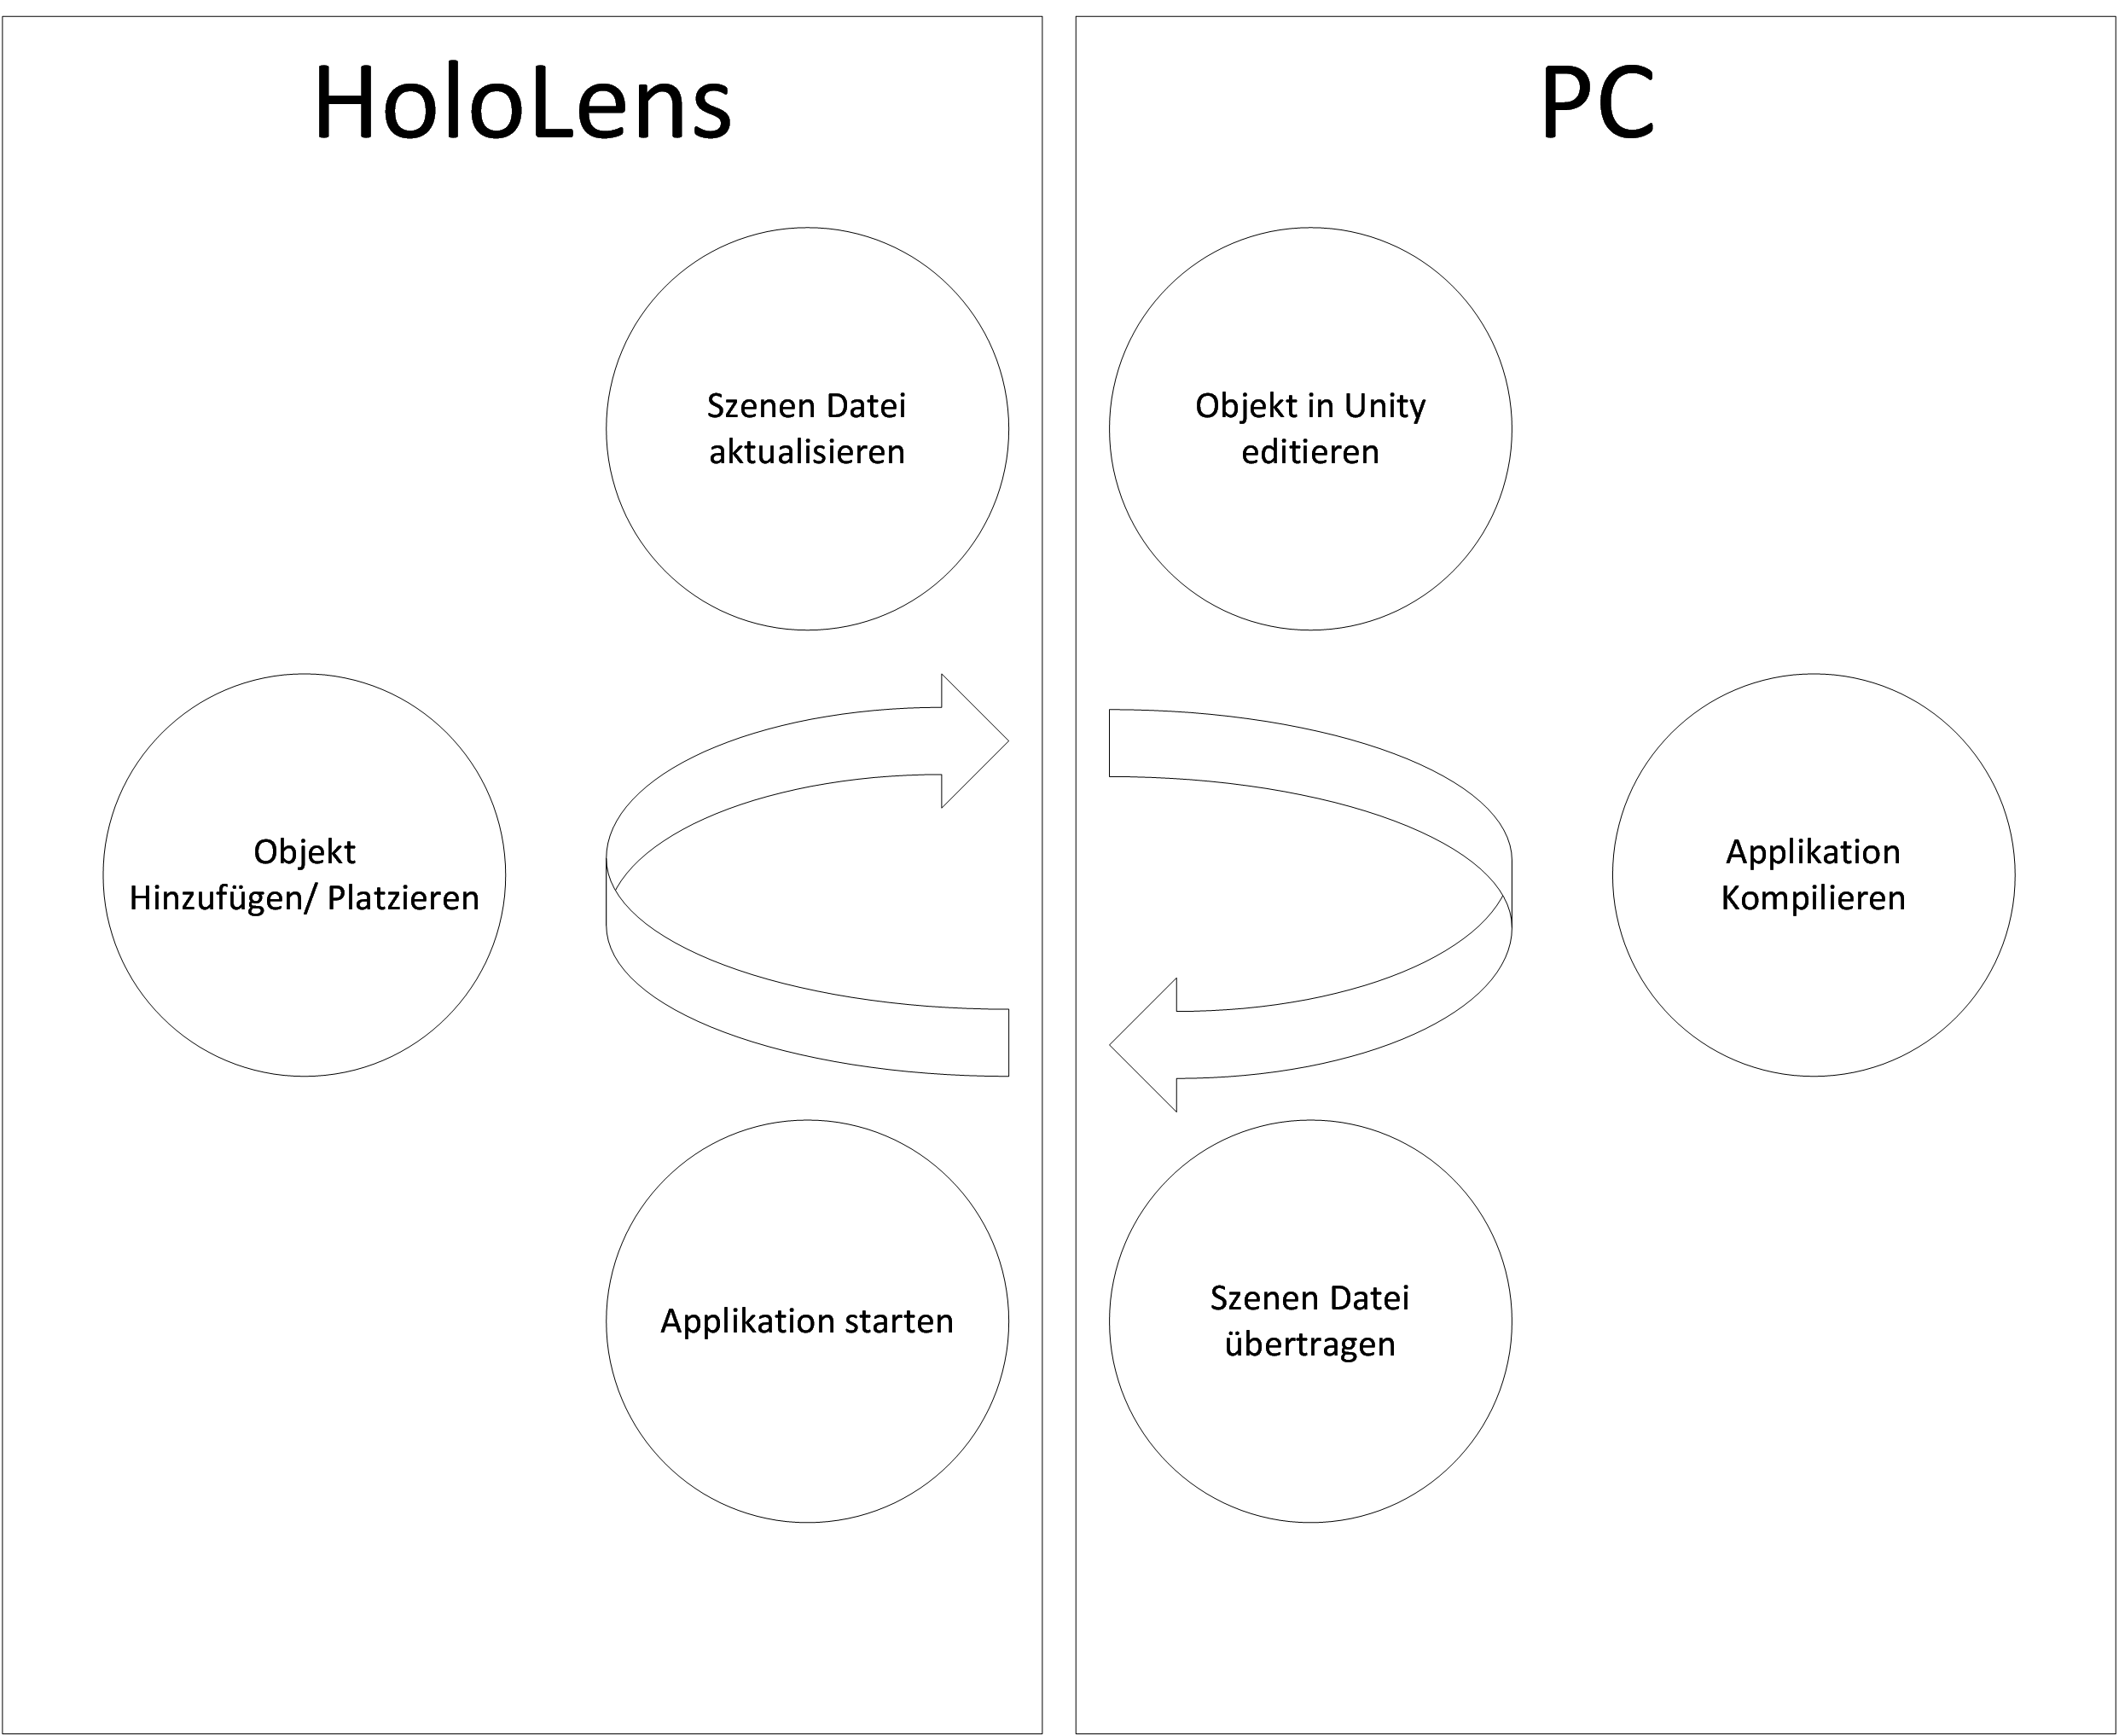 HoloLens
Szenen Datei
aktualisieren
Objekt
Hinzufügen/ Platzieren
Applikation starten
PC
Objekt in Unity
editieren
Applikation
Kompilieren
Szenen Datei
übertragen